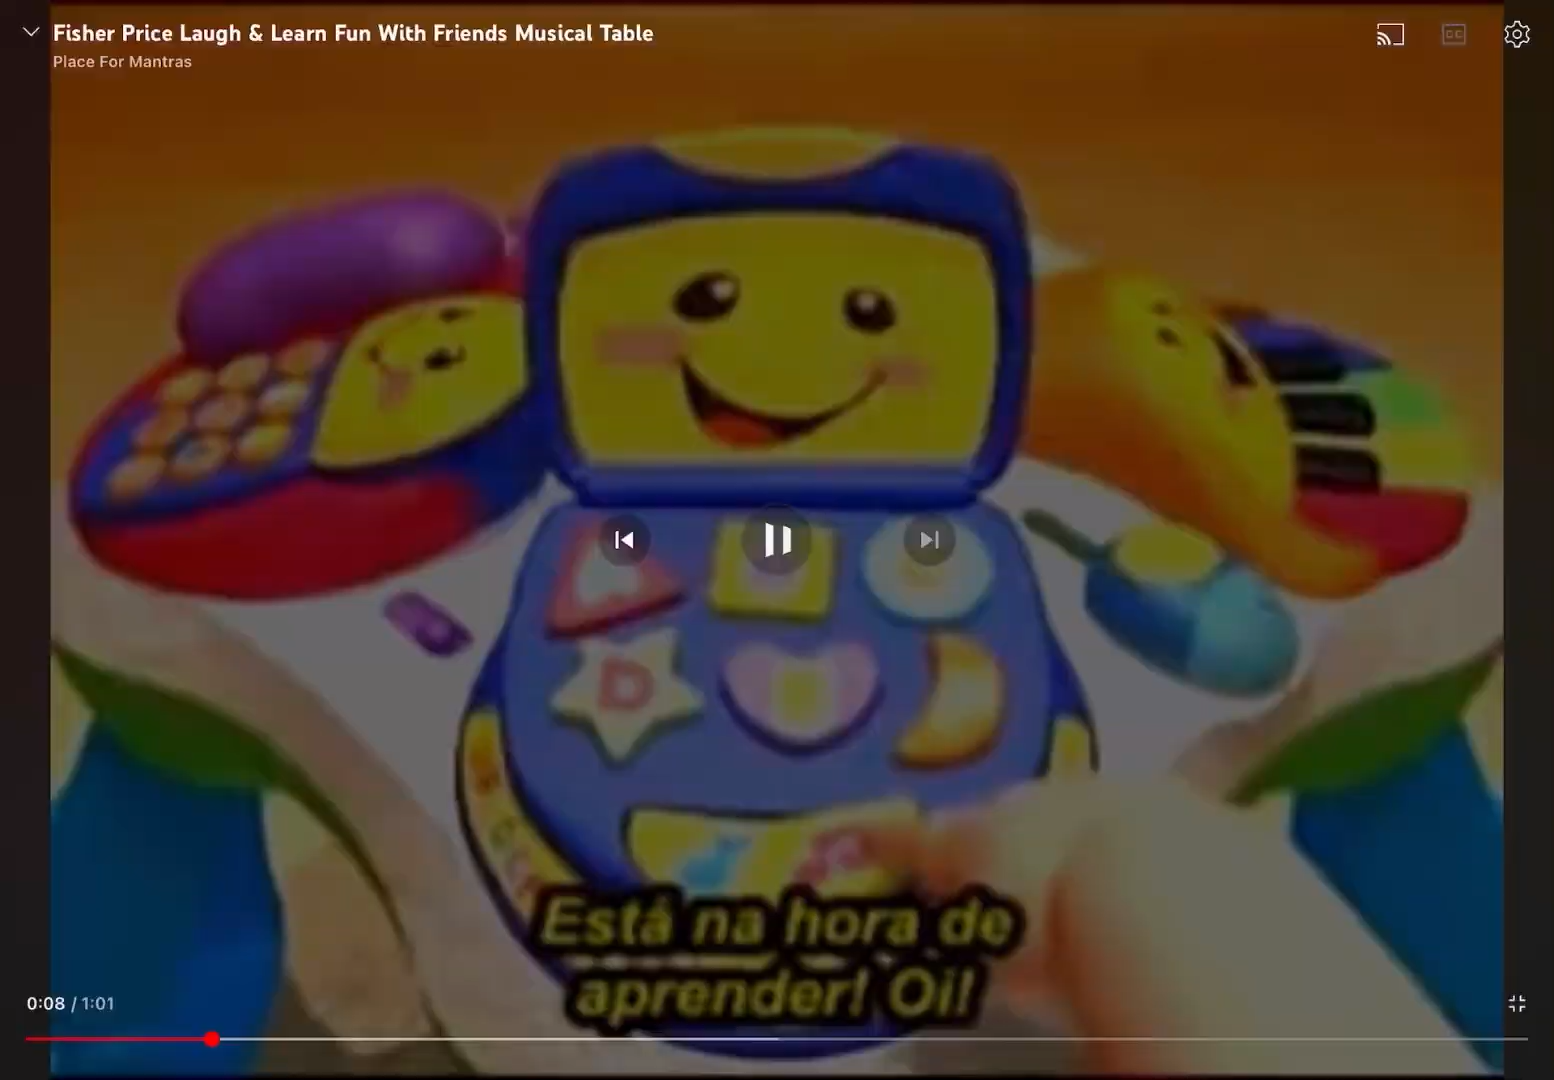 Fisher Price Laugh & Learn Fun With Friends Musical Table
Place For Mantras
CC
D
Está na hora de
aprender! Oi!
0:08 / 1:01